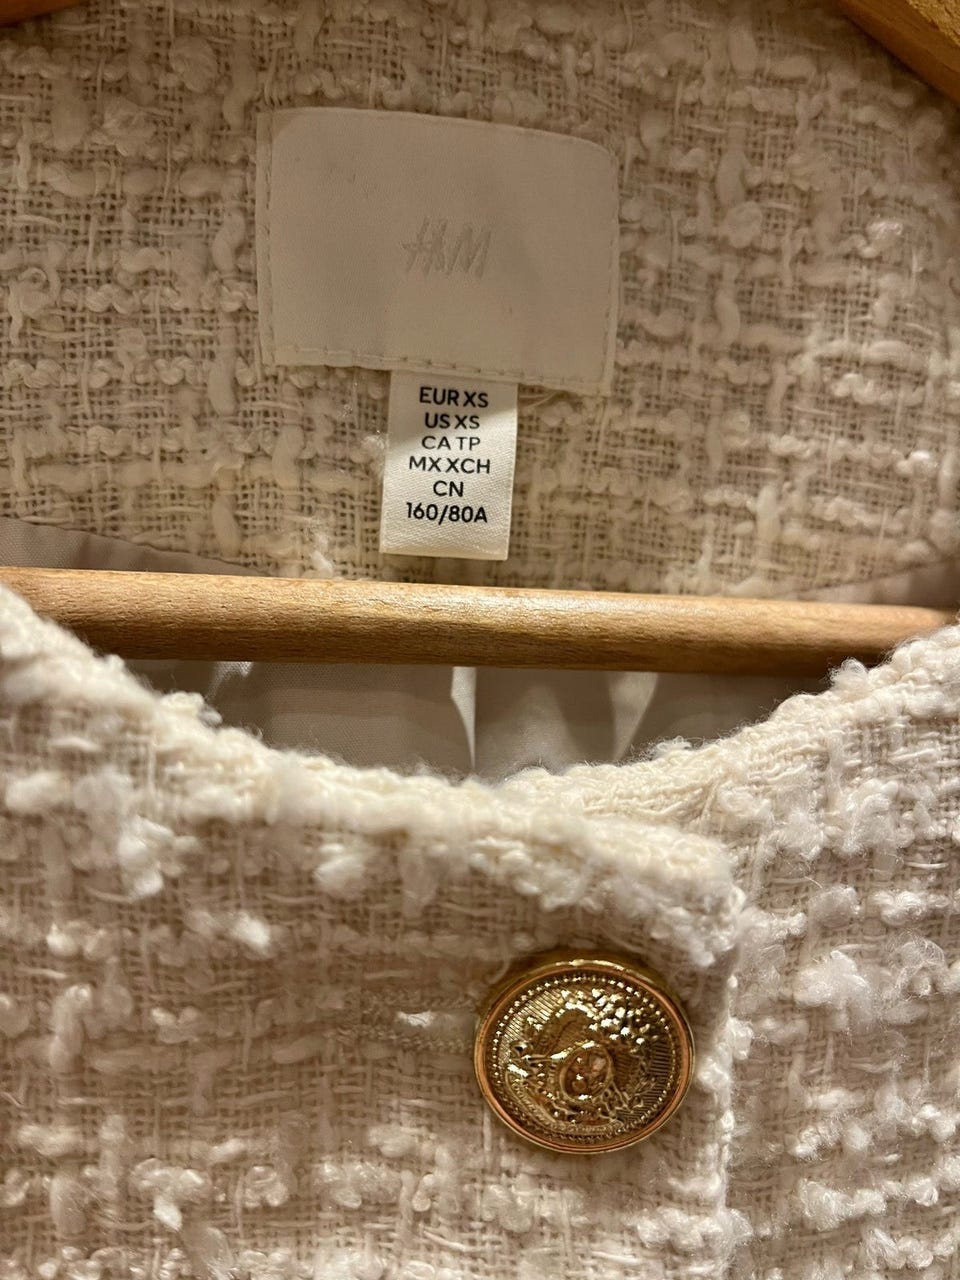 H&M
EUR XS
US XS
CA TP
MX XCH
CN
160/80A